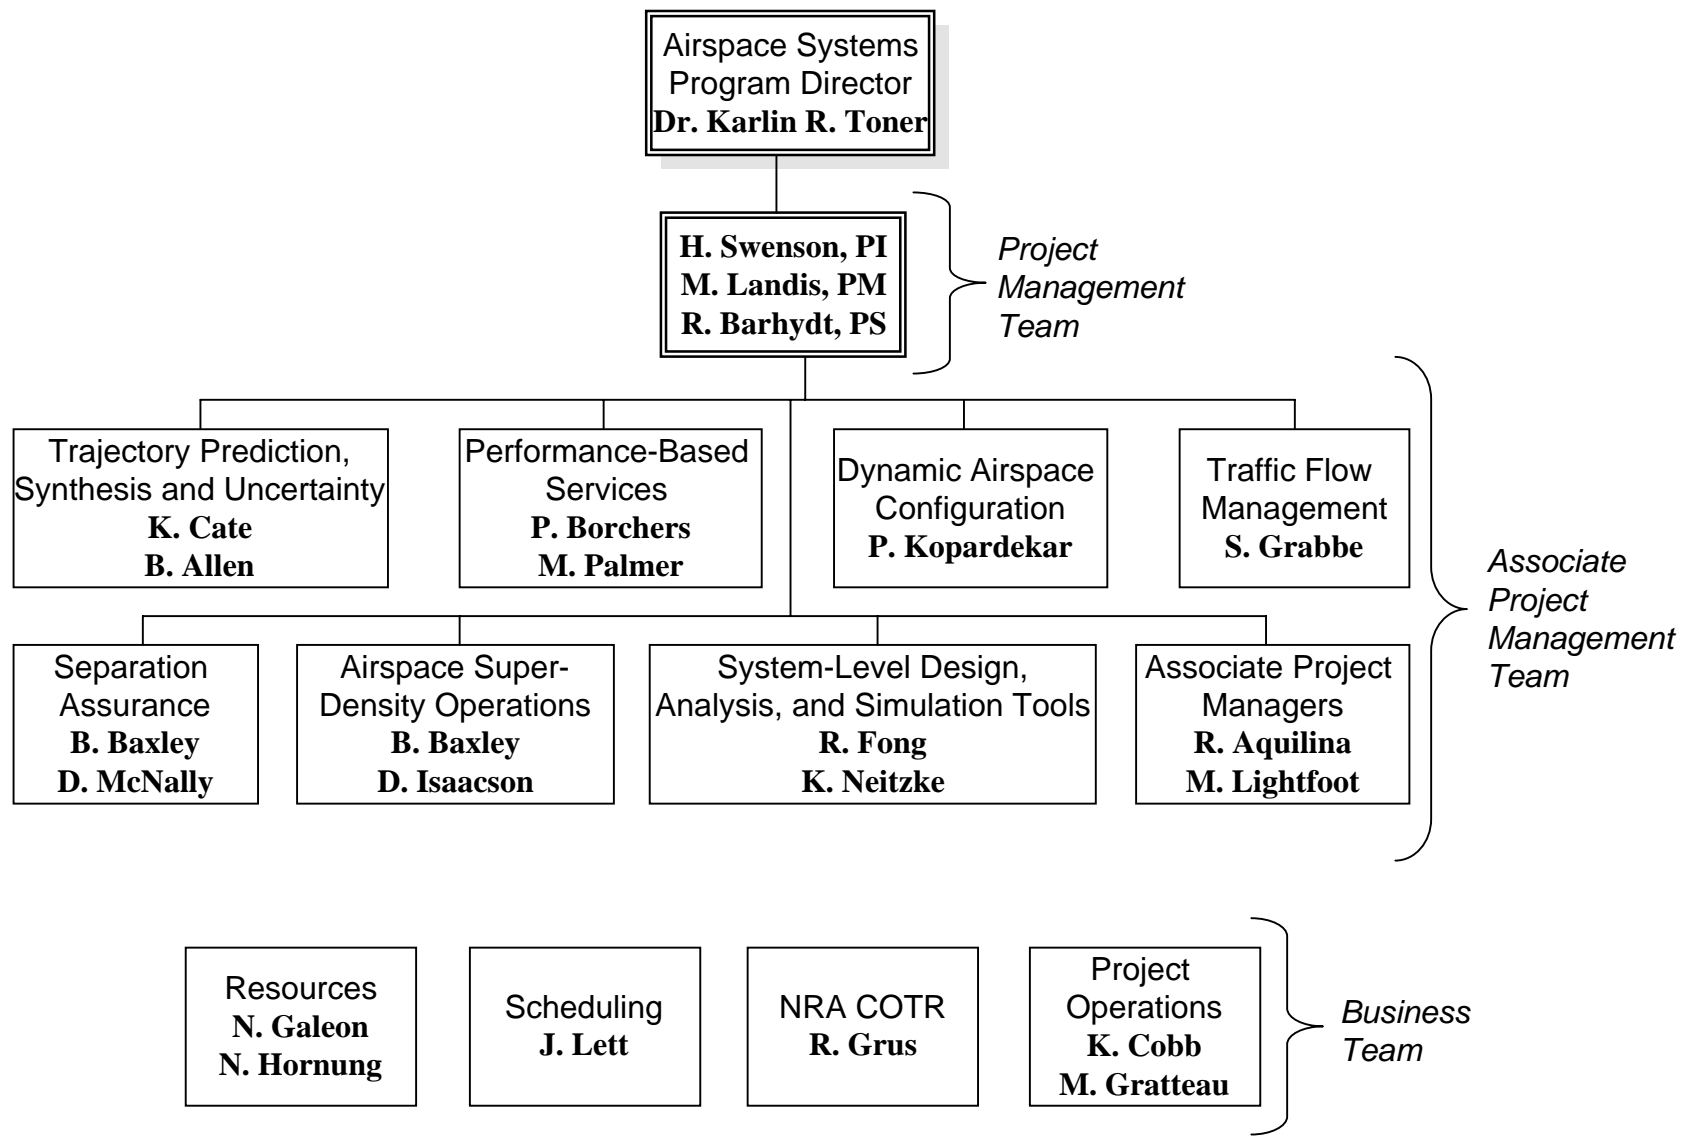 Airspace Systems
Program Director
Dr. Karlin R. Toner
H. Swenson, PI
M. Landis, PM
R. Barhydt, PS
Project
Management
Team
Trajectory Prediction,
Synthesis and Uncertainty
K. Cate
B. Allen
Performance-Based
Services
P. Borchers
M. Palmer
Dynamic Airspace
Configuration
P. Kopardekar
Traffic Flow
Management
S. Grabbe
Separation
Assurance
B. Baxley
D. McNally
Airspace Super-
Density Operations
B. Baxley
D. Isaacson
System-Level Design,
Analysis, and Simulation Tools
R. Fong
K. Neitzke
Associate Project
Managers
R. Aquilina
M. Lightfoot
Associate
Project
Management
Team
Resources
N. Galeon
N. Hornung
Scheduling
J. Lett
NRA COTR
R. Grus
Project
Operations
K. Cobb
M. Gratteau
Business
Team